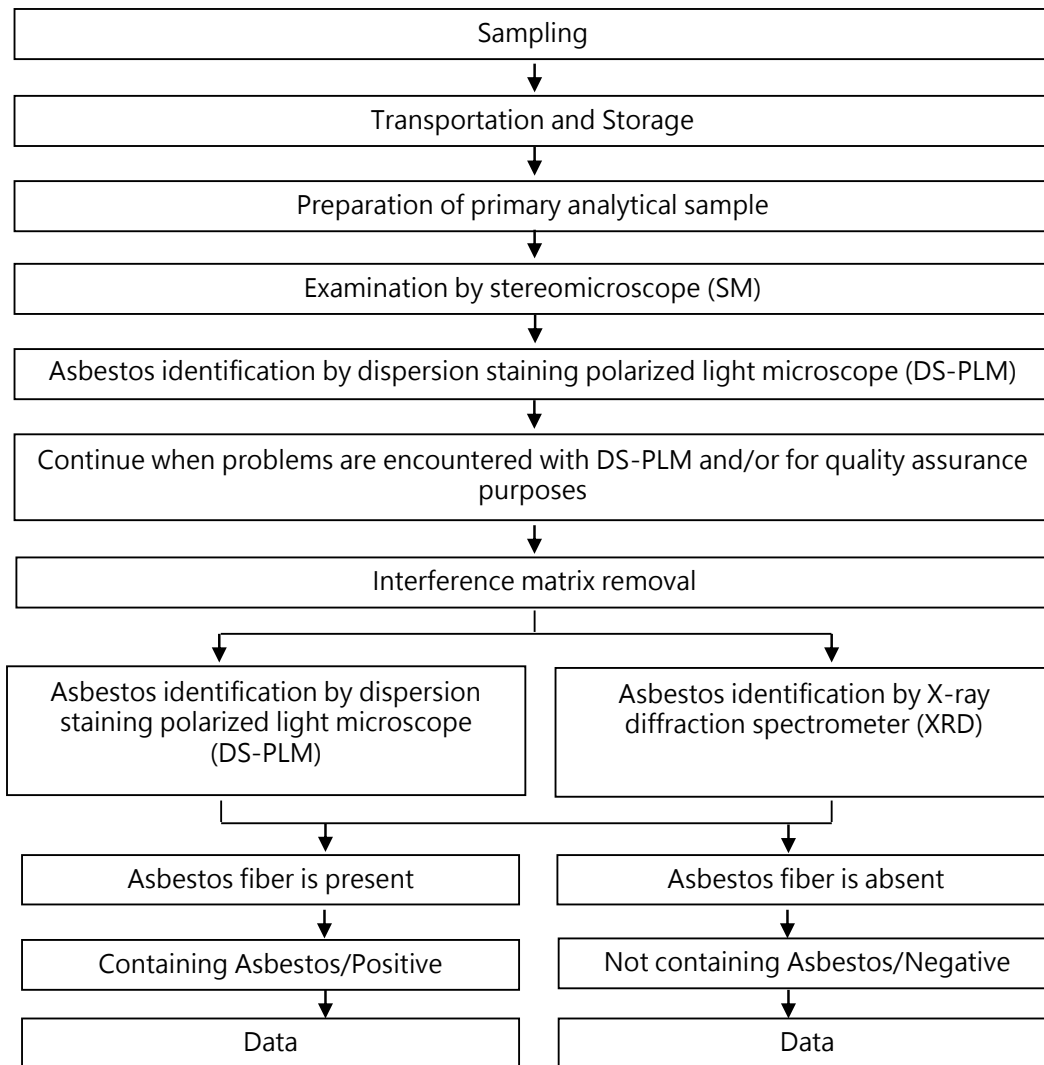 Sampling
Transportation and Storage
Preparation of primary analytical sample
Examination by stereomicroscope (SM)
Asbestos identification by dispersion staining polarized light microscope (DS-PLM)
Continue when problems are encountered with DS-PLM and/or for quality assurance
purposes
Interference matrix removal
Asbestos identification by dispersion
staining polarized light microscope
(DS-PLM)
Asbestos identification by X-ray
diffraction spectrometer (XRD)
Asbestos fiber is present
Asbestos fiber is absent
Containing Asbestos/Positive
Not containing Asbestos/Negative
Data
Data